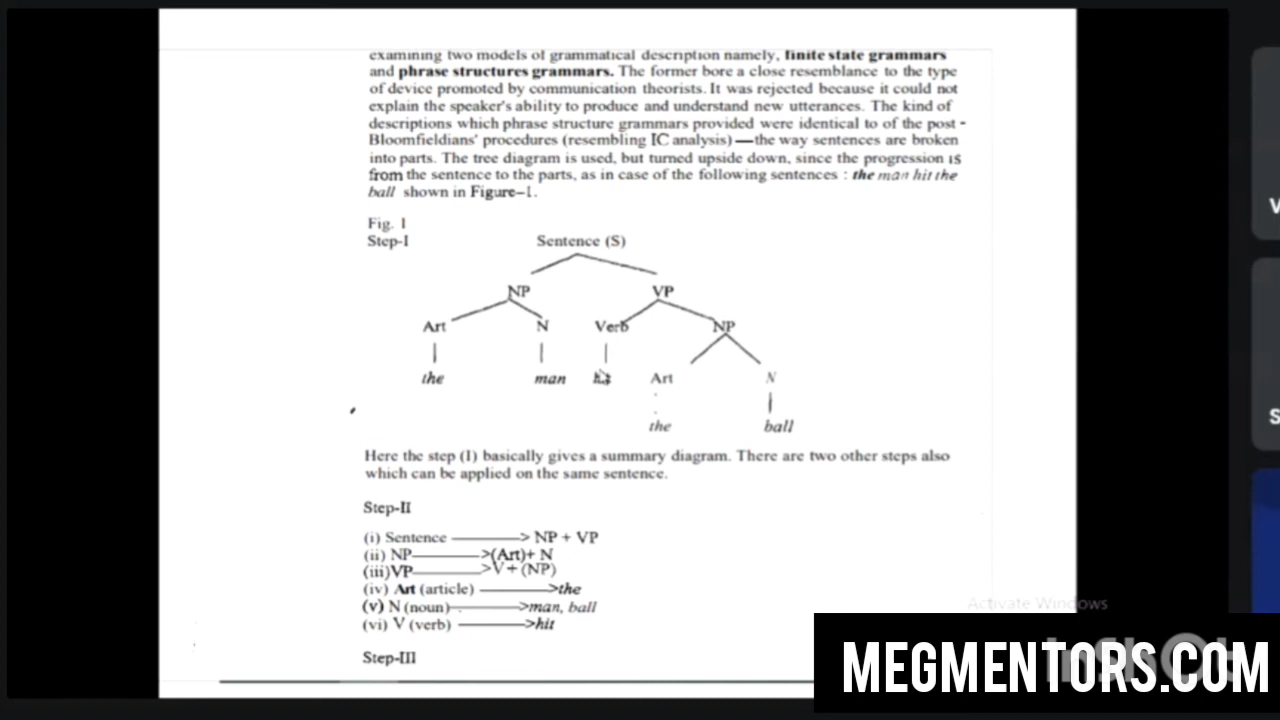 examining two models of grammatical description namely, finite state grammars
and phrase structures grammars. The former bore a close resemblance to the type
of device promoted by communication theorists. It was rejected because it could not
explain the speaker's ability to produce and understand new utterances. The kind of
descriptions which phrase structure grammars provided were identical to of the post -
Bloomfieldians' procedures (resembling IC analysis) — the way sentences are broken
into parts. The tree diagram is used, but turned upside down, since the progression is
from the sentence to the parts, as in case of the following sentences : the man hit the
ball shown in Figure-1.
Fig. 1
Step-I Sentence (S)
NP VP
Art N Verb NP
the man hit Art N
the ball
Here the step (I) basically gives a summary diagram. There are two other steps also
which can be applied on the same sentence.
Step-II
(i) Sentence ———> NP + VP
(ii) NP———>(Art)+ N
(iii)VP———>V+ (NP)
(iv) Art (article) ———>the
(v) N (noun) ———>man, ball
(vi) V (verb) ———>hit
Step-III
Activate Windows
MEGMENTORS.COM
V
S